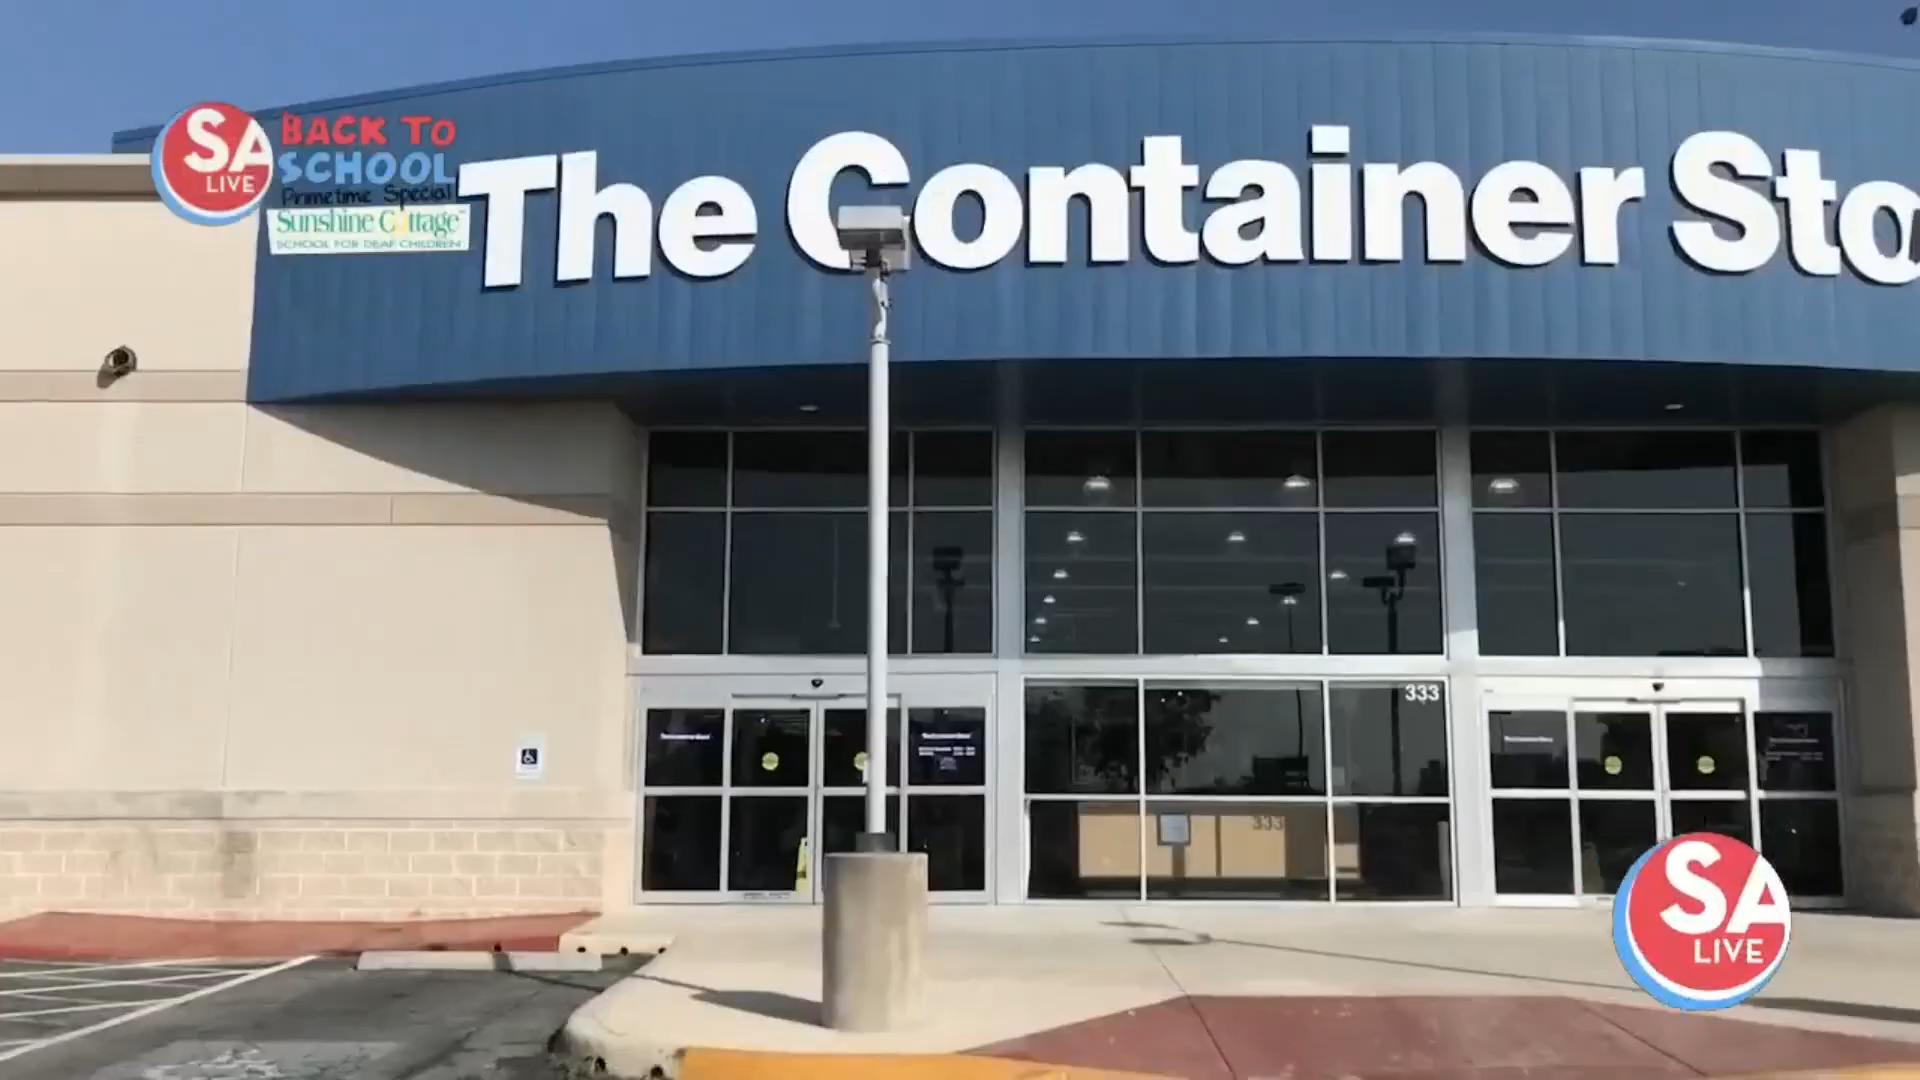 SA
LIVE
BACK TO
SCHOOL
Primetime Special
Sunshine Cottage
SCHOOL FOR DEAF CHILDREN
The Container Sto
333
333
SA
LIVE